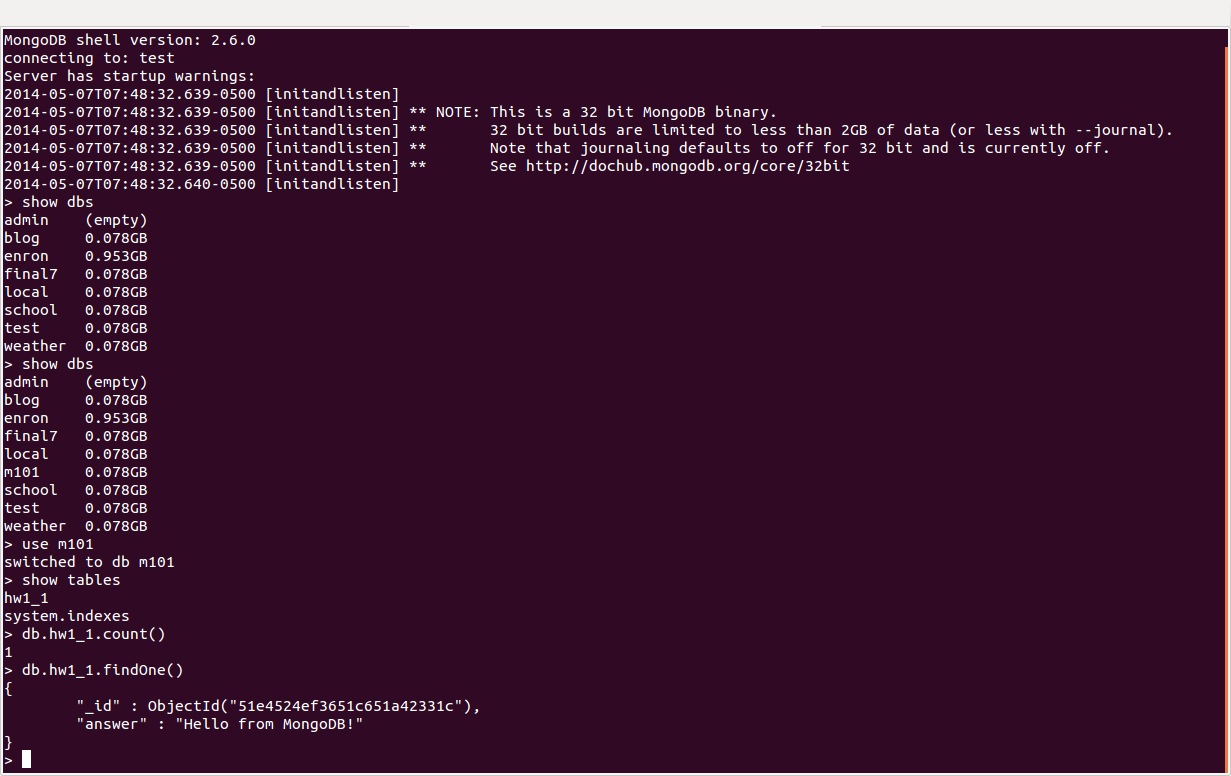 MongoDB shell version: 2.6.0
connecting to: test
Server has startup warnings:
2014-05-07T07:48:32.639-0500 [initandlisten]
2014-05-07T07:48:32.639-0500 [initandlisten] ** NOTE: This is a 32 bit MongoDB binary.
2014-05-07T07:48:32.639-0500 [initandlisten] **       32 bit builds are limited to less than 2GB of data (or less with --journal).
2014-05-07T07:48:32.639-0500 [initandlisten] **       Note that journaling defaults to off for 32 bit and is currently off.
2014-05-07T07:48:32.639-0500 [initandlisten] **       See http://dochub.mongodb.org/core/32bit
2014-05-07T07:48:32.640-0500 [initandlisten]
> show dbs
admin    (empty)
blog     0.078GB
enron    0.953GB
final7   0.078GB
local    0.078GB
school   0.078GB
test     0.078GB
weather  0.078GB
> show dbs
admin    (empty)
blog     0.078GB
enron    0.953GB
final7   0.078GB
local    0.078GB
m101     0.078GB
school   0.078GB
test     0.078GB
weather  0.078GB
> use m101
switched to db m101
> show tables
hw1_1
system.indexes
> db.hw1_1.count()
1
> db.hw1_1.findOne()
{
        "_id" : ObjectId("51e4524ef3651c651a42331c"),
        "answer" : "Hello from MongoDB!"
}
>